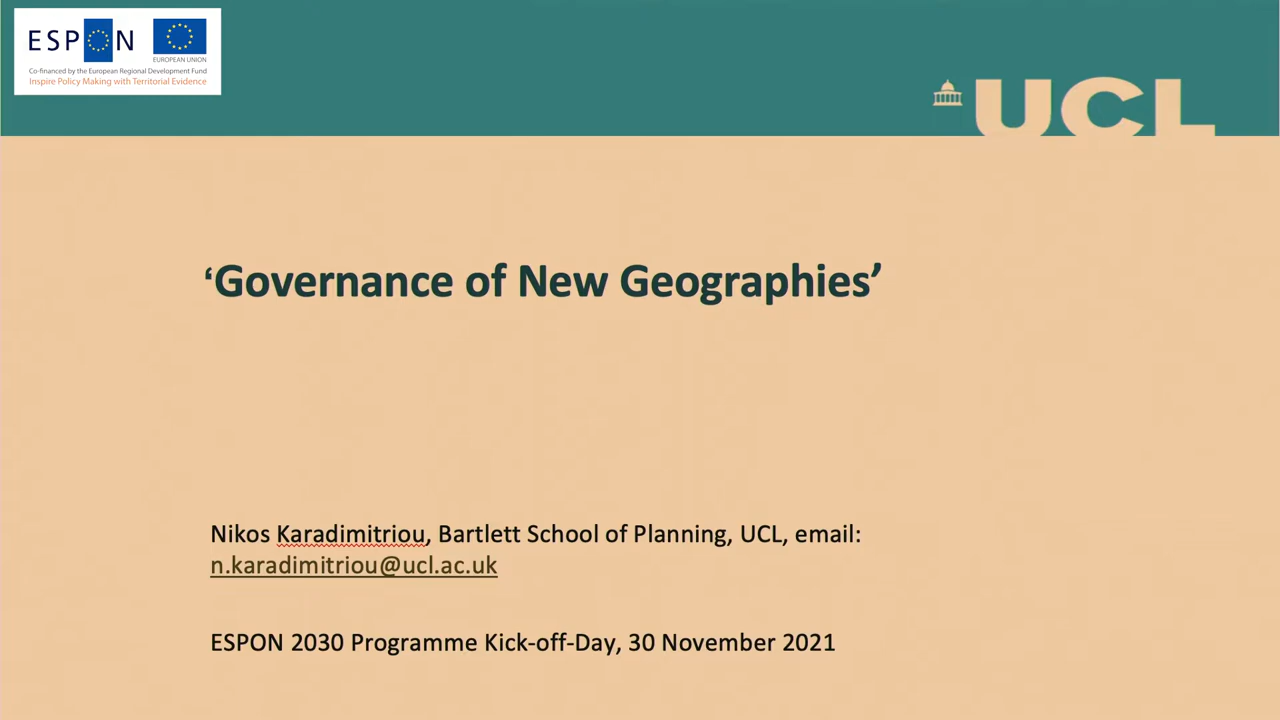 ESPON
EUROPEAN UNION
Co-financed by the European Regional Development Fund
Inspire Policy Making with Territorial Evidence
UCL
‘Governance of New Geographies’
Nikos Karadimitriou, Bartlett School of Planning, UCL, email:
n.karadimitriou@ucl.ac.uk
ESPON 2030 Programme Kick-off-Day, 30 November 2021